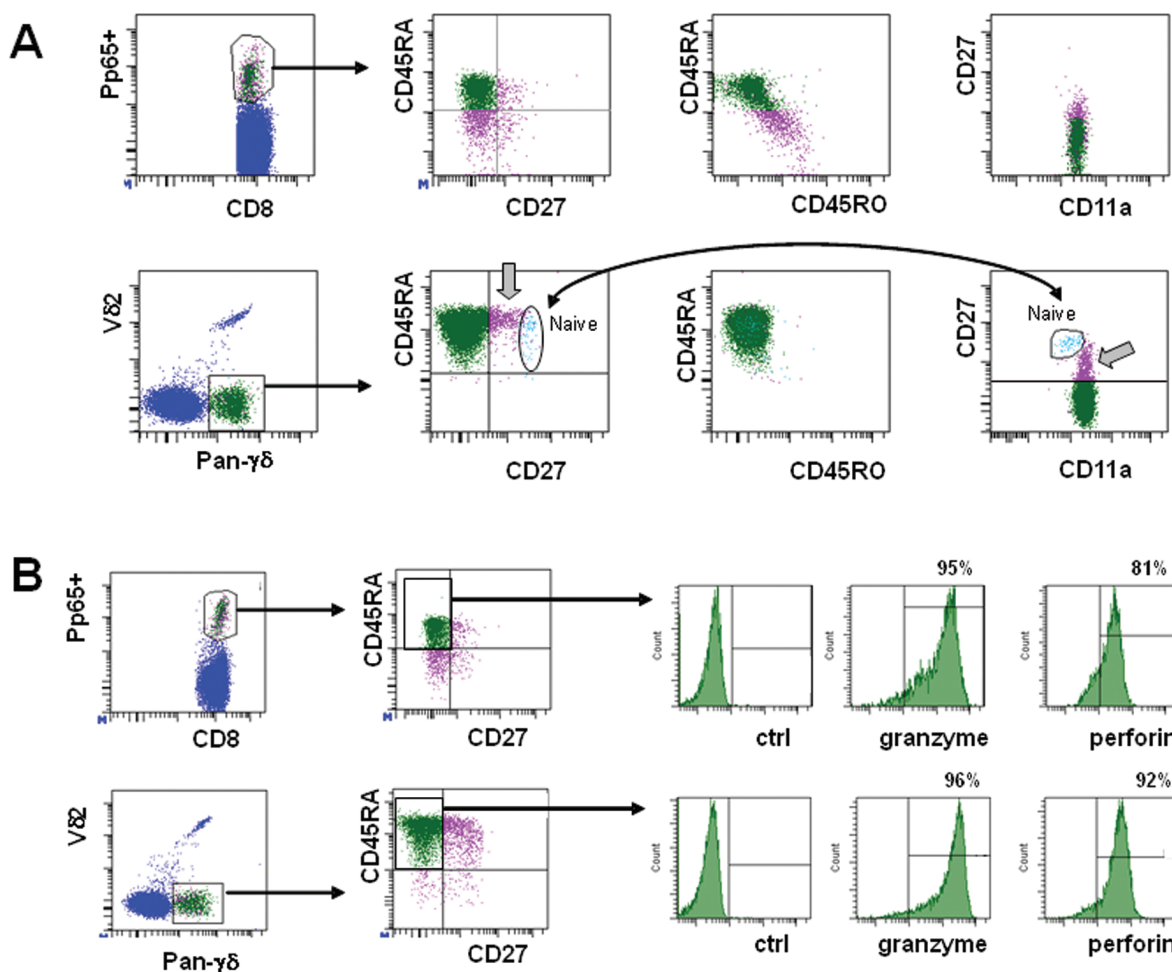 A
Pp65+
CD8
CD45RA
CD27
CD45RA
CD45RO
CD27
CD11a
M
M
Vδ2
Pan-γδ
CD45RA
Naive
CD27
CD45RA
CD45RO
CD27
Naive
CD11a
B
Pp65+
CD8
M
CD45RA
CD27
M
Count
ctrl
95%
Count
granzyme
81%
Count
perforin
Vδ2
Pan-γδ
M
CD45RA
CD27
Count
ctrl
96%
Count
granzyme
92%
Count
perforin